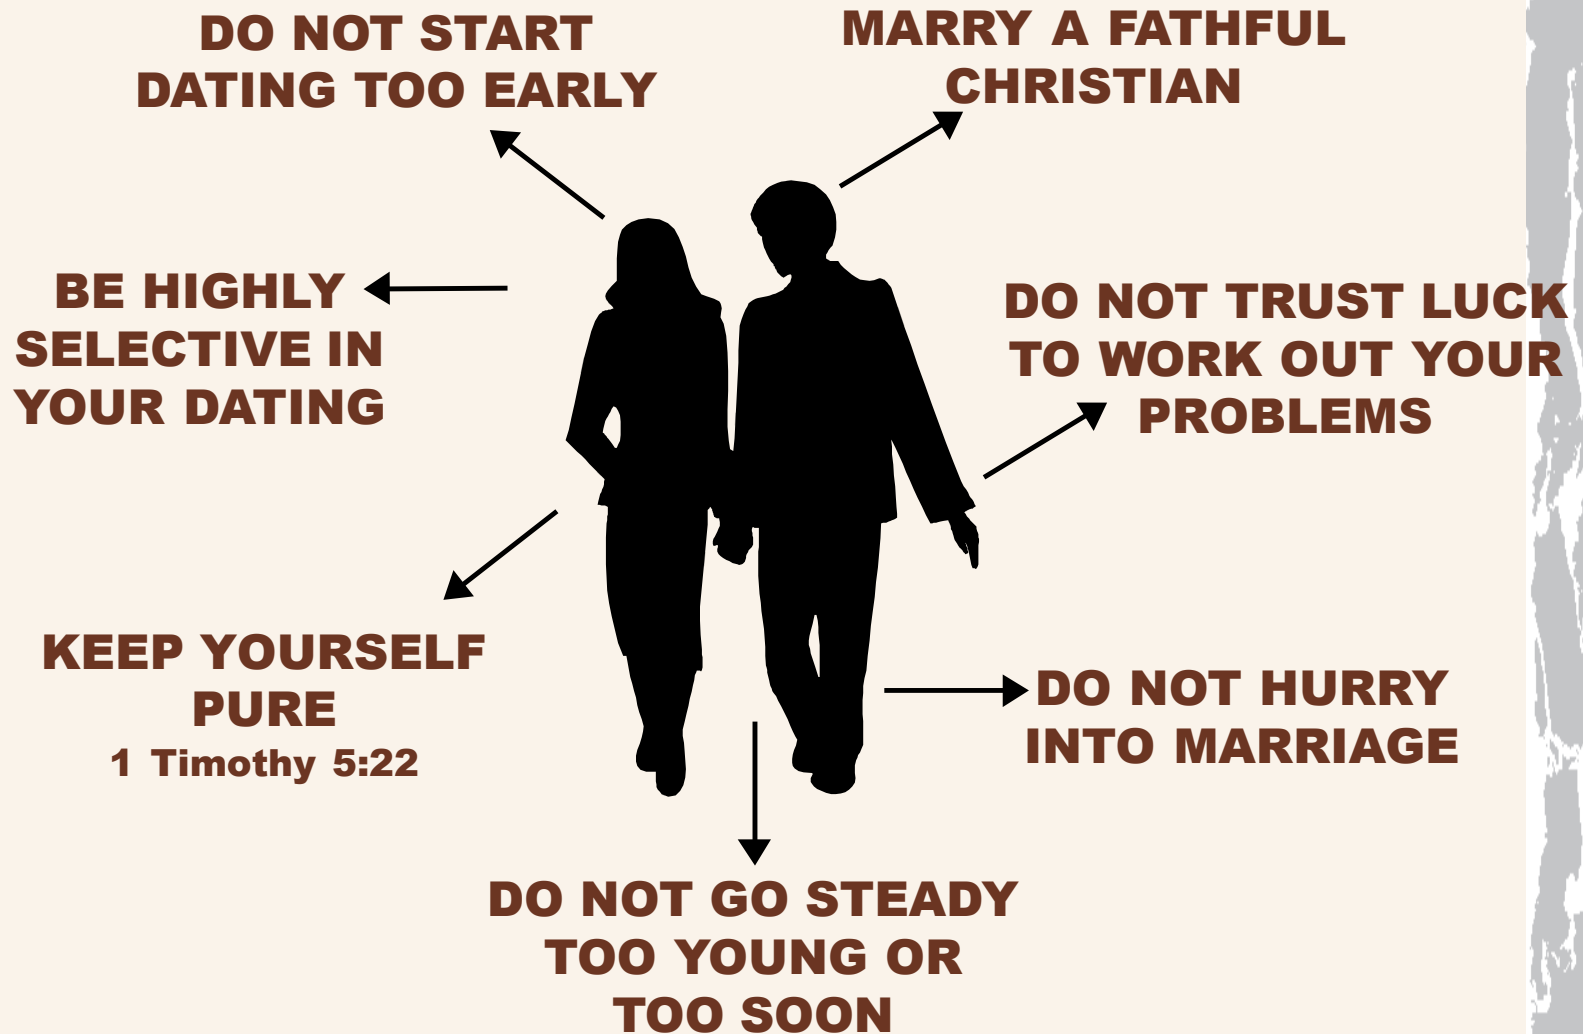 DO NOT START
DATING TOO EARLY
MARRY A FATHFUL
CHRISTIAN
BE HIGHLY
SELECTIVE IN
YOUR DATING
DO NOT TRUST LUCK
TO WORK OUT YOUR
PROBLEMS
KEEP YOURSELF
PURE
1 Timothy 5:22
DO NOT HURRY
INTO MARRIAGE
DO NOT GO STEADY
TOO YOUNG OR
TOO SOON